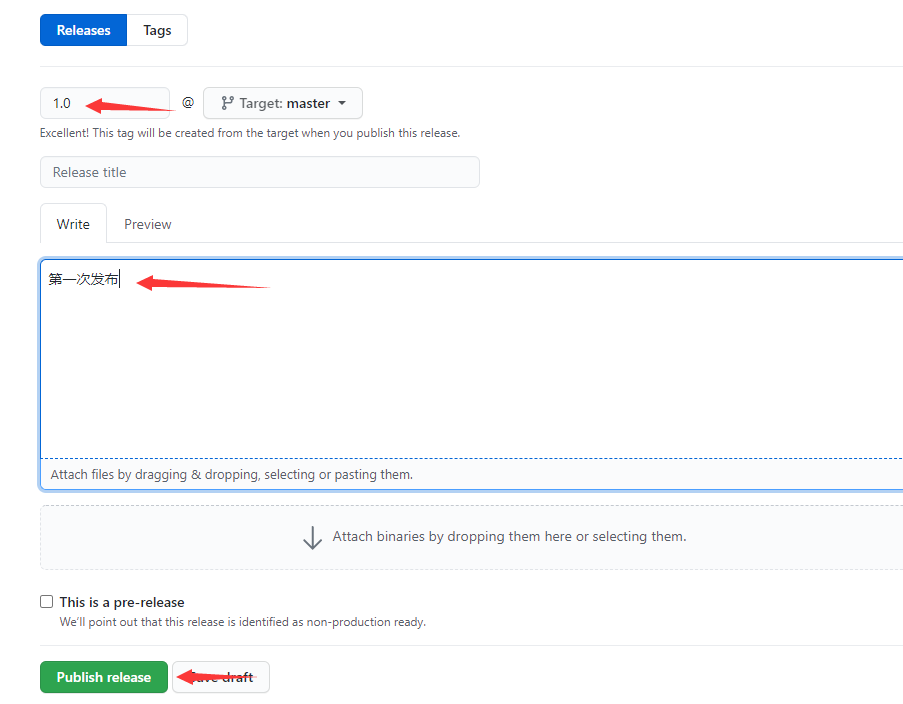 Releases Tags
1.0 @ Target: master
Excellent! This tag will be created from the target when you publish this release.
Release title
Write Preview
第一次发布
Attach files by dragging & dropping, selecting or pasting them.
Attach binaries by dropping them here or selecting them.
This is a pre-release
We'll point out that this release is identified as non-production ready.
Publish release Save draft